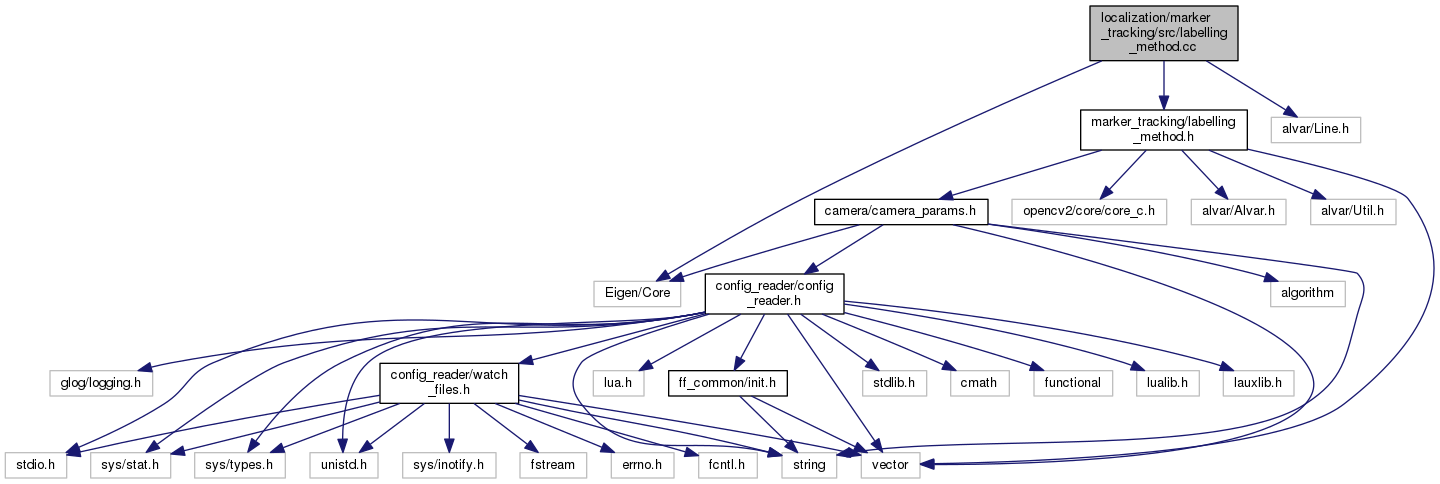 localization/marker
_tracking/src/labelling
_method.cc
marker_tracking/labelling
_method.h
alvar/Line.h
camera/camera_params.h
opencv2/core/core_c.h
alvar/Alvar.h
alvar/Util.h
Eigen/Core
config_reader/config
_reader.h
algorithm
glog/logging.h
config_reader/watch
_files.h
lua.h
ff_common/init.h
stdlib.h
cmath
functional
lualib.h
lauxlib.h
stdio.h
sys/stat.h
sys/types.h
unistd.h
sys/inotify.h
fstream
errno.h
fcntl.h
string
vector